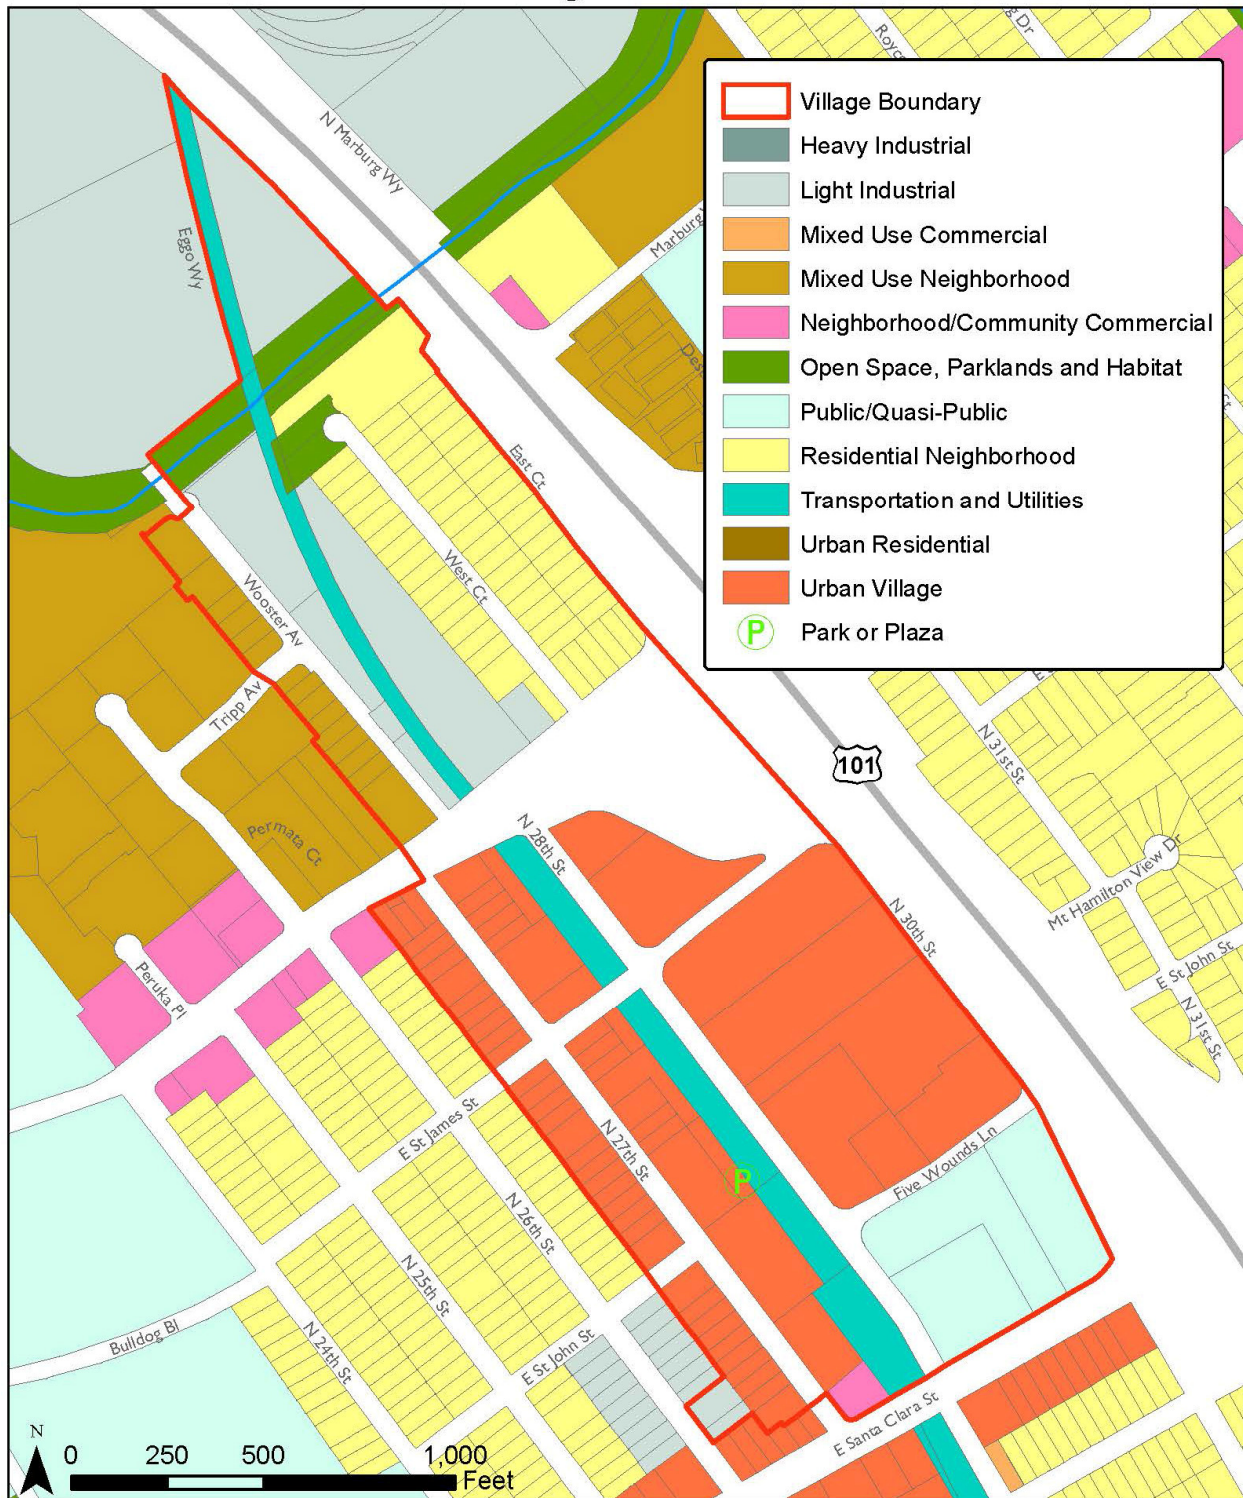 Royce
g Dr
N Marburg Wy
Village Boundary
Heavy Industrial
Light Industrial
Mixed Use Commercial
Mixed Use Neighborhood
Neighborhood/Community Commercial
Open Space, Parklands and Habitat
Public/Quasi-Public
Residential Neighborhood
Transportation and Utilities
Urban Residential
Urban Village
P Park or Plaza
Eggo Wy
Marburg
Des
East Ct
West Ct
Wooster Av
Tripp Av
Permata Ct
Peruka Pl
101
N 31st St
Mt Hamilton View Dr
E St John St
N 31st St
N 28th St
N 30th St
Five Wounds Ln
E St James St
N 27th St
P
N 26th St
N 25th St
N 24th St
Bulldog Bl
E St John St
E Santa Clara St
N
0 250 500 1,000
Feet